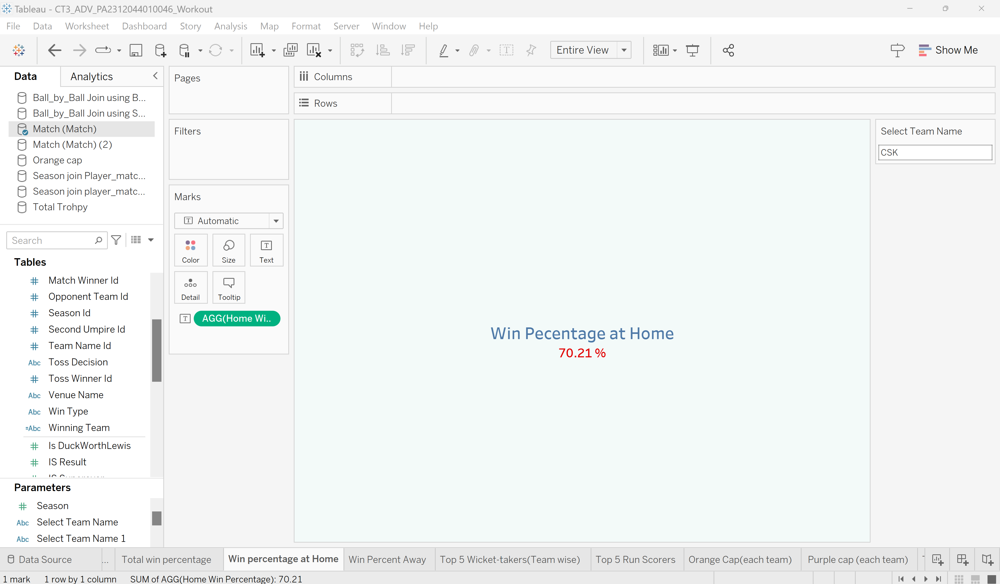 Tableau - CT3_ADV_PA2312044010046_Workout
File Data Worksheet Dashboard Story Analysis Map Format Server Window Help
Entire View
Show Me
Data Analytics
Ball_by_Ball Join using B...
Ball_by_Ball Join using S...
Match (Match)
Match (Match) (2)
Orange cap
Season join Player_matc...
Season join player_matc...
Total Trohpy
Search
Tables
Match Winner Id
Opponent Team Id
Season Id
Second Umpire Id
Team Name Id
Abc Toss Decision
Toss Winner Id
Abc Venue Name
Abc Win Type
=Abc Winning Team
Is DuckWorthLewis
IS Result
Parameters
Season
Abc Select Team Name
Abc Select Team Name 1
Pages
Filters
Marks
Automatic
Color Size Text
Detail Tooltip
AGG(Home Wi..
Columns
Rows
Win Pecentage at Home
70.21 %
Select Team Name
CSK
Data Source ... Total win percentage Win percentage at Home Win Percent Away Top 5 Wicket-takers(Team wise) Top 5 Run Scorers Orange Cap(each team) Purple cap (each team)
1 mark 1 row by 1 column SUM of AGG(Home Win Percentage): 70.21